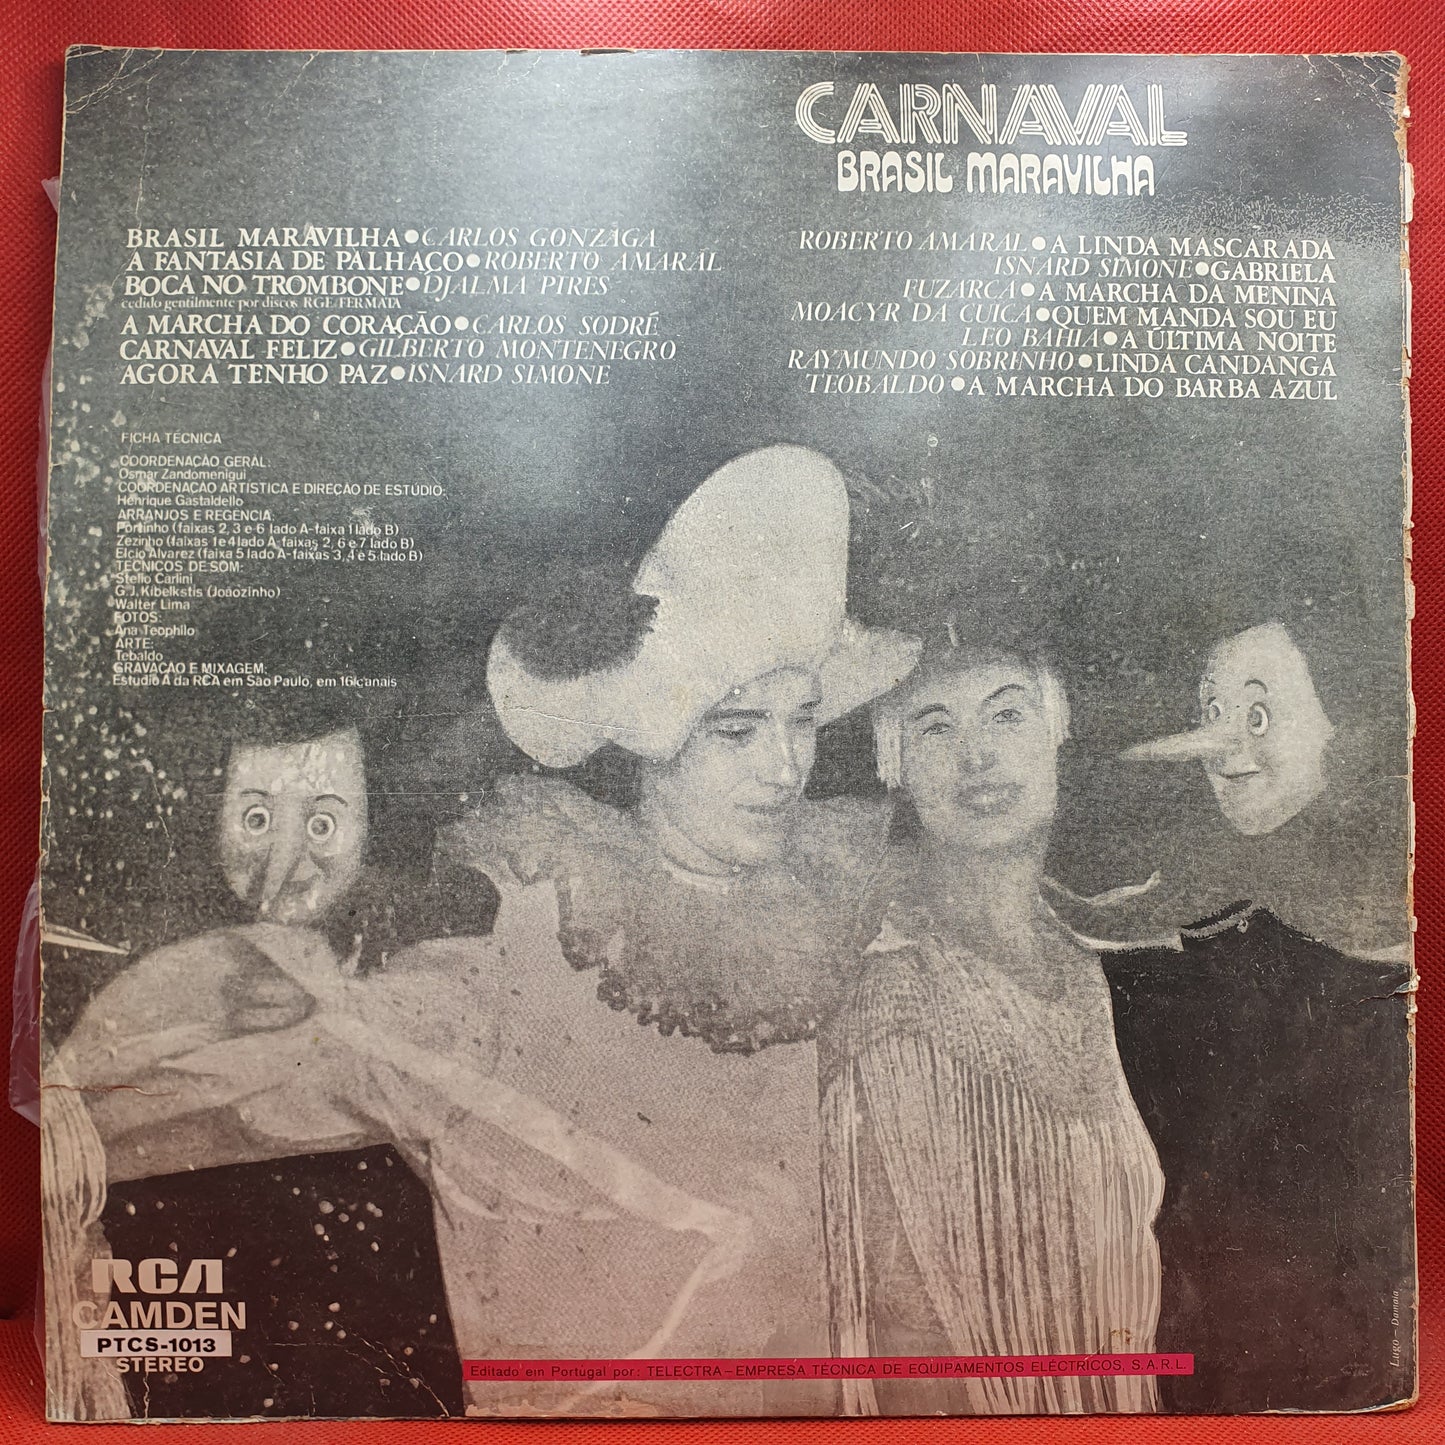 CARNAVAL
BRASIL MARAVILHA
BRASIL MARAVILHA●CARLOS GONZAGA
A FANTASIA DE PALHAÇO●ROBERTO AMARAL
BOCA NO TROMBONE●DJALMA PIRES
cedido gentilmente por discos RGE/FERMATA
A MARCHA DO CORAÇÃO●CARLOS SODRÉ
CARNAVAL FELIZ●GILBERTO MONTENEGRO
AGORA TENHO PAZ●ISNARD SIMONE
ROBERTO AMARAL●A LINDA MASCARADA
ISNARD SIMONE●GABRIELA
FUZARCA●A MARCHA DA MENINA
MOACYR DA CUICA●QUEM MANDA SOU EU
LEO BAHIA●A ÚLTIMA NOITE
RAYMUNDO SOBRINHO●LINDA CANDANGA
TEOBALDO●A MARCHA DO BARBA AZUL
FICHA TÉCNICA
COORDENAÇÃO GERAL:
Osmar Zandomenigui
COORDENAÇÃO ARTISTICA E DIREÇÃO DE ESTÚDIO:
Henrique Gastaldello
ARRANJOS E REGENCIA:
Portinho (faixas 2, 3 e 6 lado A-faixa 1 lado B)
Zezinho (faixas 1 e 4 lado A-faixas 2, 6 e 7 lado B)
Elcio Alvarez (faixa 5 lado A-faixas 3, 4 e 5 lado B)
TÉCNICOS DE SOM:
Stelio Carlini
G.J. Kibelkstis (Joãozinho)
Walter Lima
FOTOS:
Ana Teophilo
ARTE:
Tebaldo
GRAVAÇÃO E MIXAGEM:
Estudio A da RCA em São Paulo, em 16 canais
RCA
CAMDEN
PTCS-1013
STEREO
Editado em Portugal por: TELECTRA-EMPRESA TÉCNICA DE EQUIPAMENTOS ELÉCTRICOS, S.A.R.L.
Lugo - Damaia